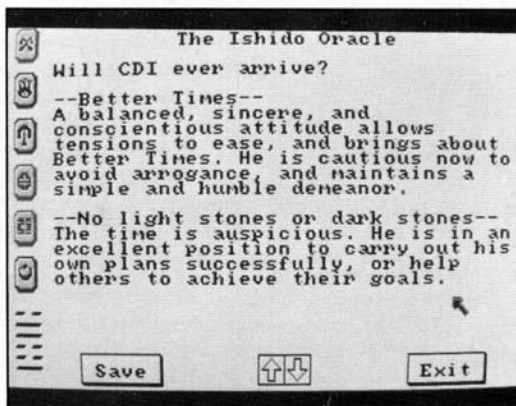 The Ishido Oracle
Will CDI ever arrive?
--Better Times--
A balanced, sincere, and
conscientious attitude allows
tensions to ease, and brings about
Better Times. He is cautious now to
avoid arrogance, and maintains a
simple and humble demeanor.
--No light stones or dark stones--
The time is auspicious. He is in an
excellent position to carry out his
own plans successfully, or help
others to achieve their goals.
Save
Exit